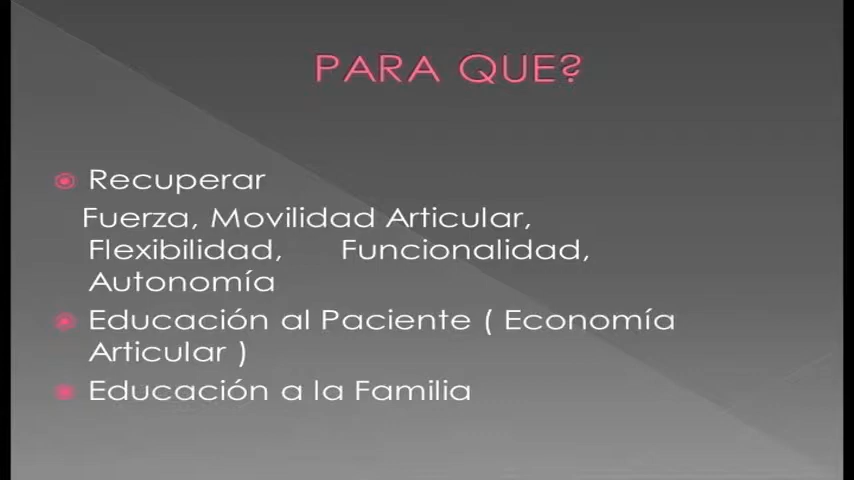 PARA QUE?
Recuperar
Fuerza, Movilidad Articular,
Flexibilidad, Funcionalidad,
Autonomía
Educación al Paciente ( Economía
Articular )
Educación a la Familia